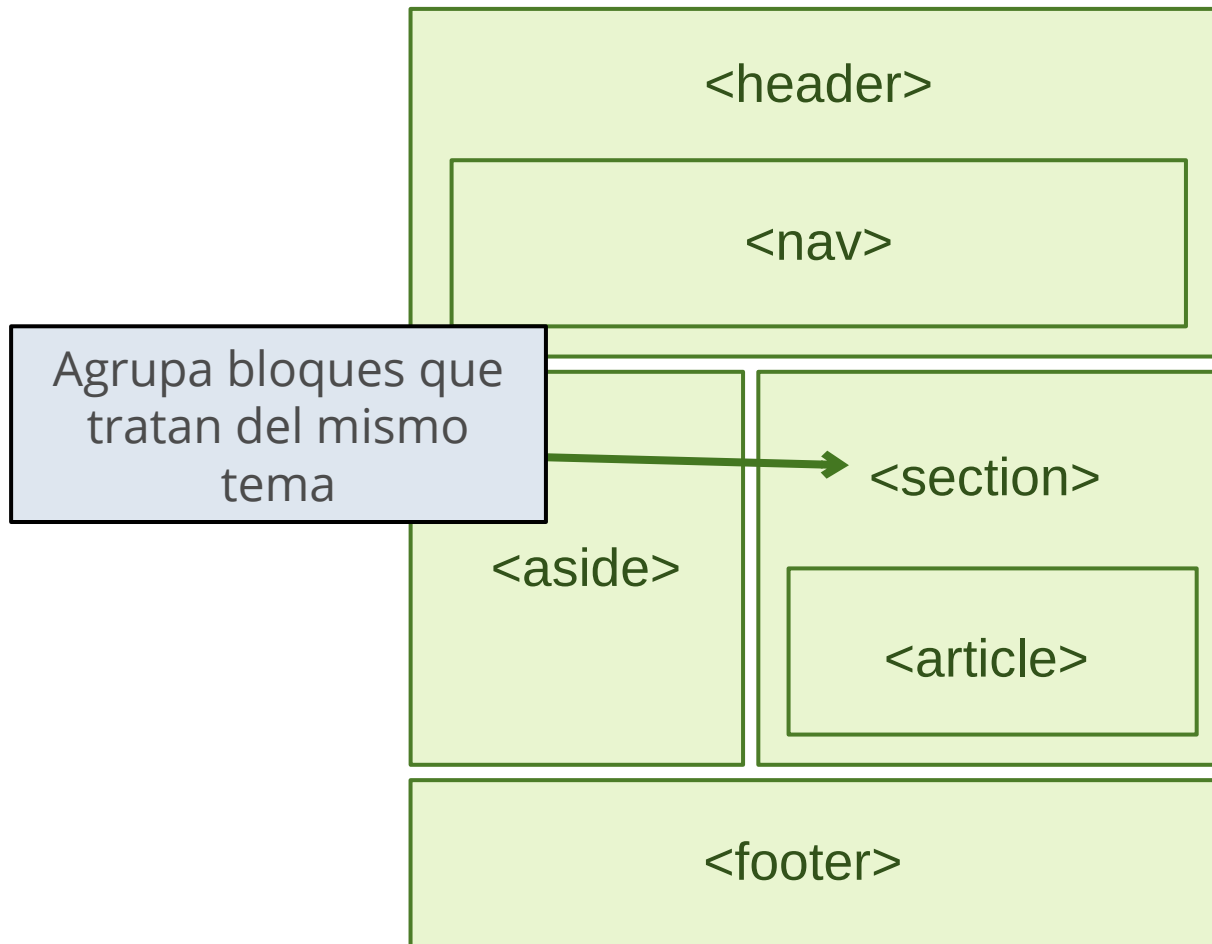 <header>
<nav>
Agrupa bloques que
tratan del mismo
tema
<section>
<aside>
<article>
<footer>